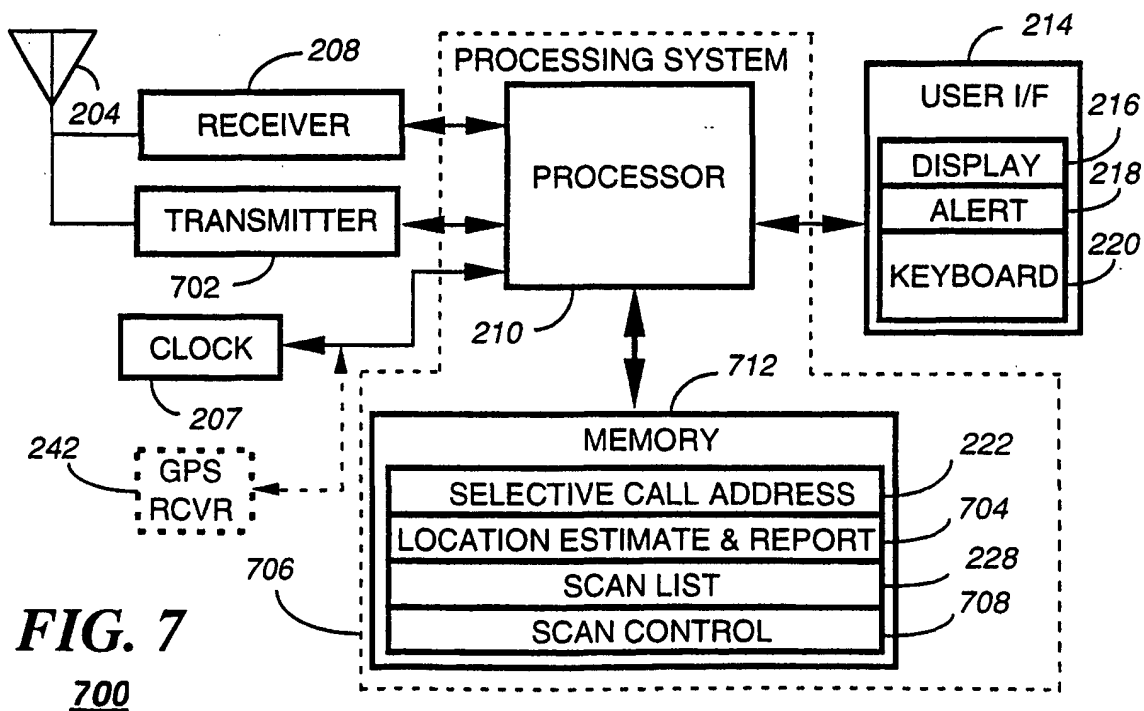 208
PROCESSING SYSTEM
214
204
RECEIVER
USER I/F
216
PROCESSOR
DISPLAY
218
TRANSMITTER
ALERT
220
702
KEYBOARD
210
CLOCK
712
207
MEMORY
222
242
GPS
RCVR
SELECTIVE CALL ADDRESS
704
LOCATION ESTIMATE & REPORT
706
228
SCAN LIST
708
SCAN CONTROL
FIG. 7
700